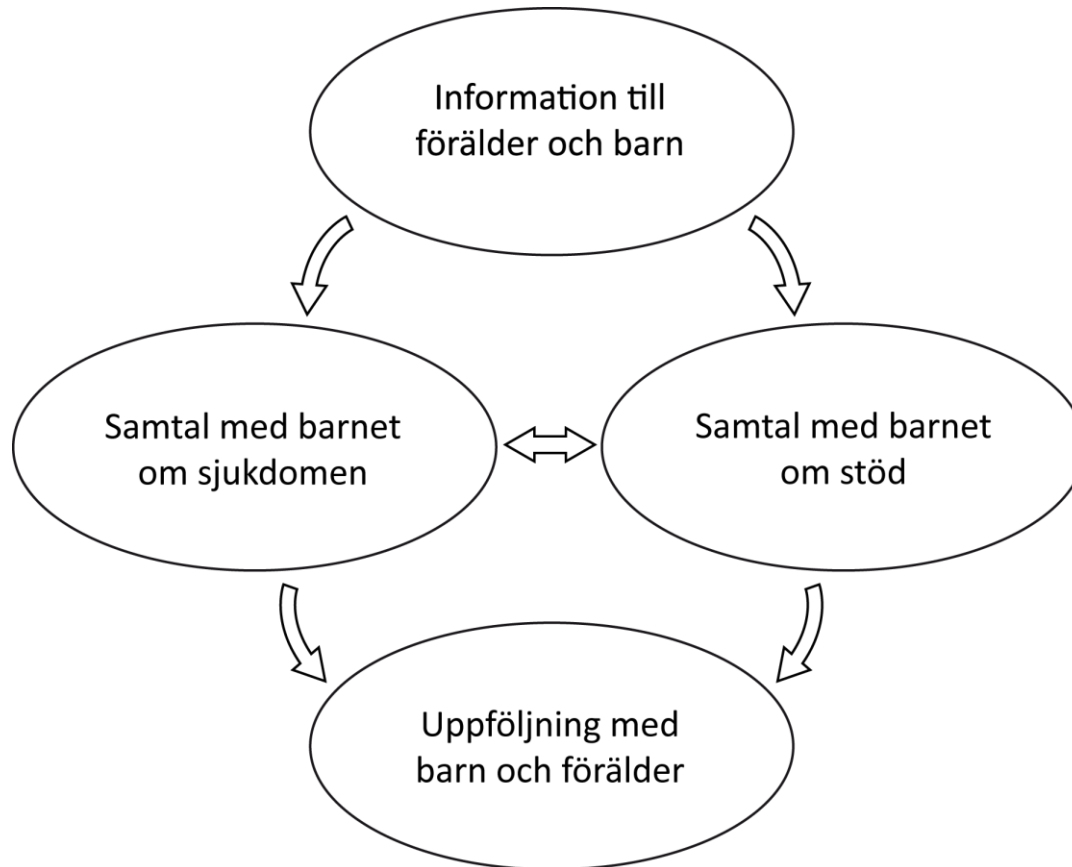 Information till
förälder och barn
Samtal med barnet
om sjukdomen
Samtal med barnet
om stöd
Uppföljning med
barn och förälder